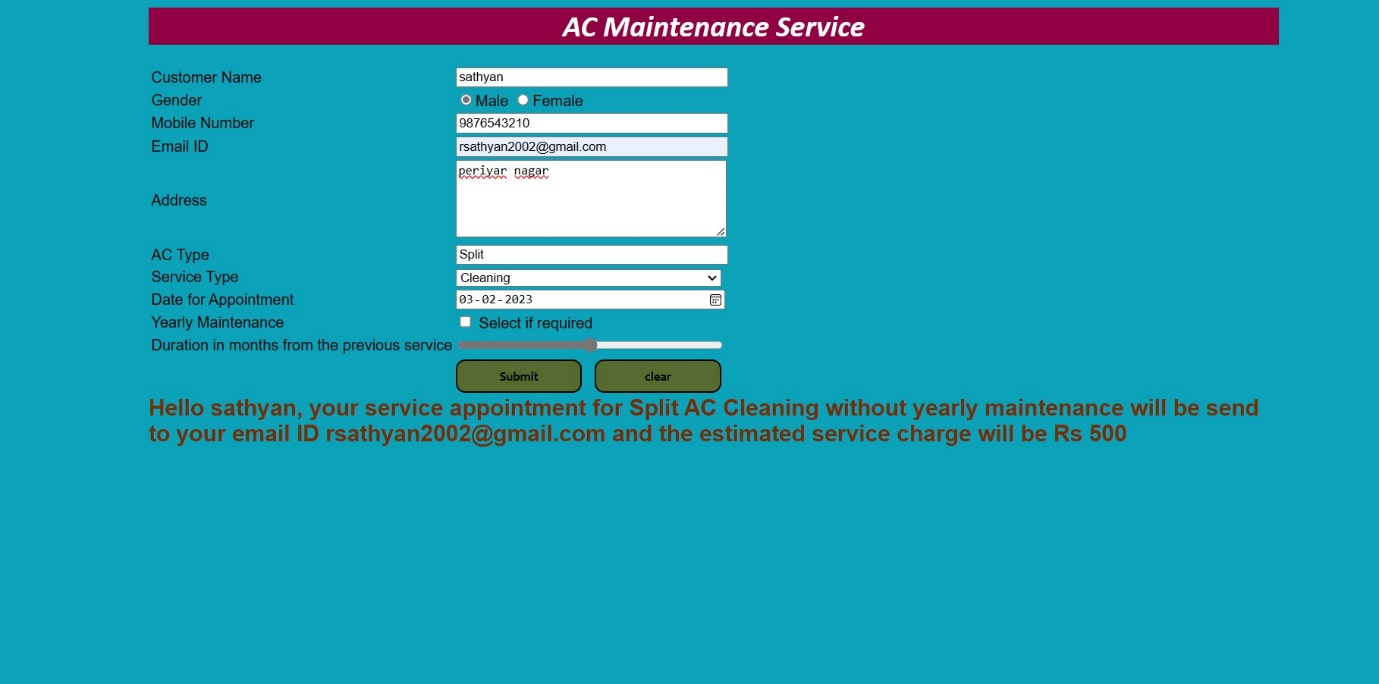 AC Maintenance Service
Customer Name sathyan
Gender Male Female
Mobile Number 9876543210
Email ID rsathyan2002@gmail.com
periyar nagar
Address
AC Type Split
Service Type Cleaning
Date for Appointment 03-02-2023
Yearly Maintenance Select if required
Duration in months from the previous service
Submit clear
Hello sathyan, your service appointment for Split AC Cleaning without yearly maintenance will be send
to your email ID rsathyan2002@gmail.com and the estimated service charge will be Rs 500